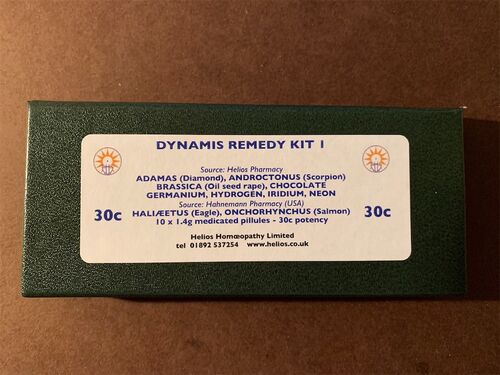 DYNAMIS REMEDY KIT 1
Source: Helios Pharmacy
ADAMAS (Diamond), ANDROCTONUS (Scorpion)
BRASSICA (Oil seed rape), CHOCOLATE
GERMANIUM, HYDROGEN, IRIDIUM, NEON
Source: Hahnemann Pharmacy (USA)
30c HALIÆETUS (Eagle), ONCHORHYNCHUS (Salmon) 30c
10 x 1.4g medicated pillules - 30c potency
Helios Homœopathy Limited
tel 01892 537254 www.helios.co.uk